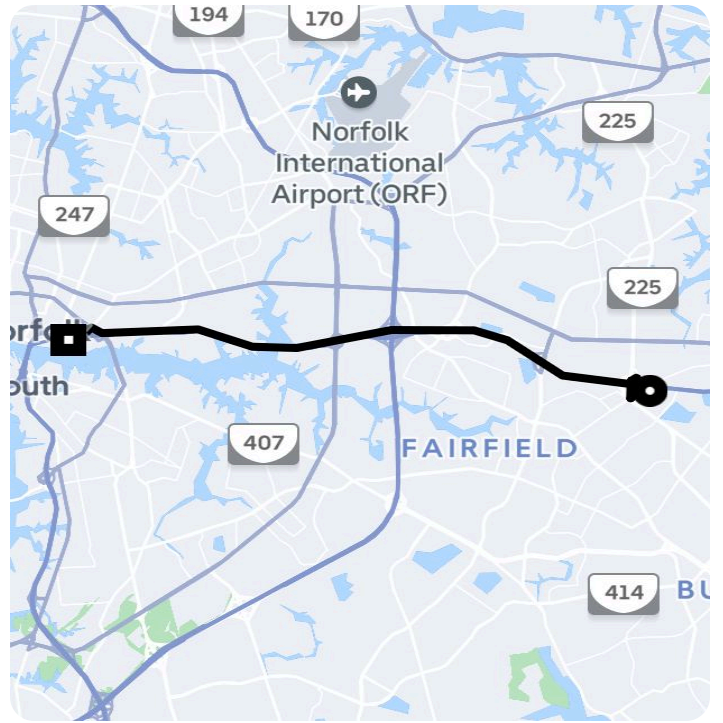 194
170
Norfolk
International
Airport (ORF)
225
247
225
orfolk
outh
407
FAIRFIELD
414
BU